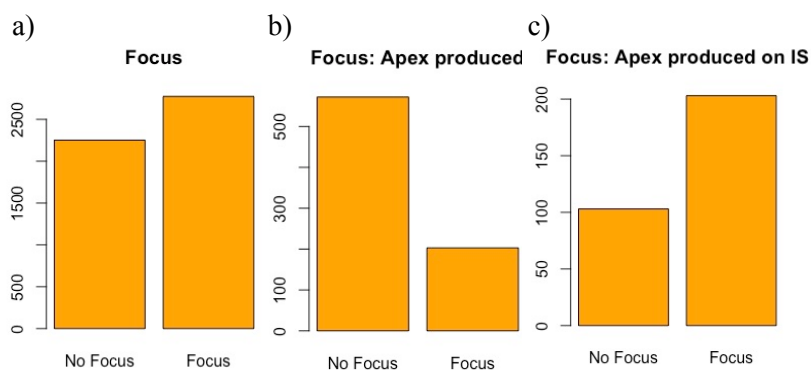 a)
Focus
2500
1500
500
0
No Focus Focus
b)
Focus: Apex produced
500
300
100
0
No Focus Focus
c)
Focus: Apex produced on IS
200
150
100
50
0
No Focus Focus